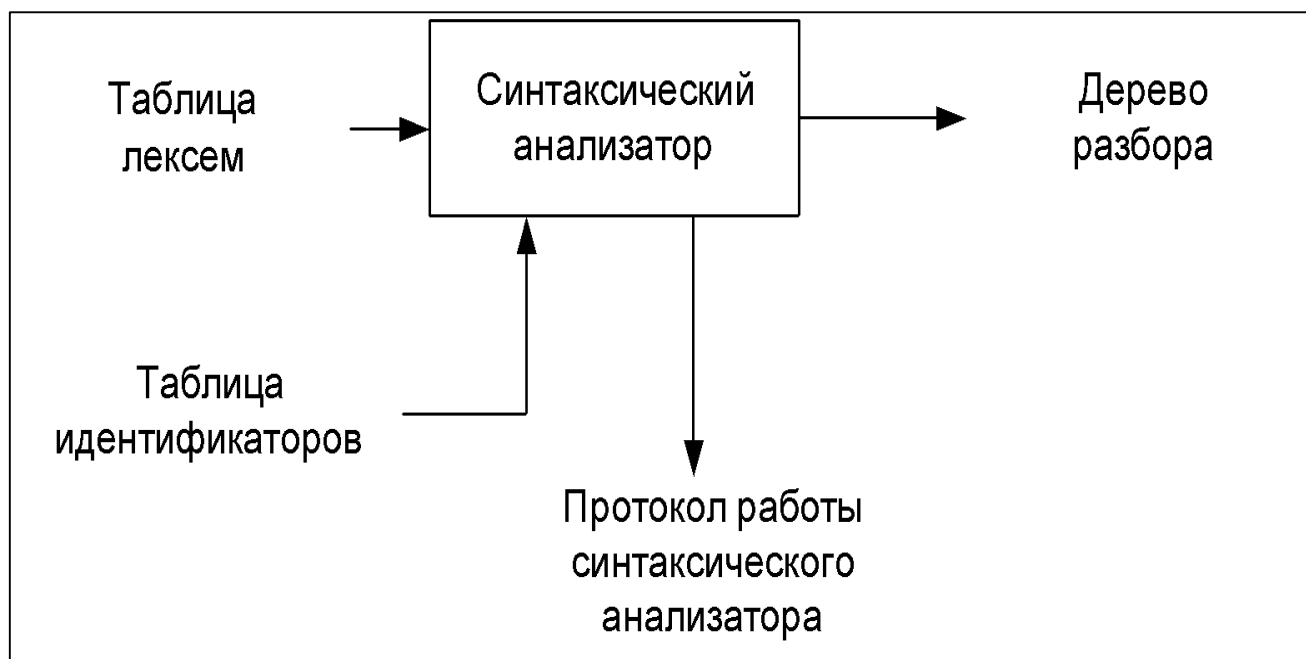 Таблица
лексем
Синтаксический
анализатор
Дерево
разбора
Таблица
идентификаторов
Протокол работы
синтаксического
анализатора